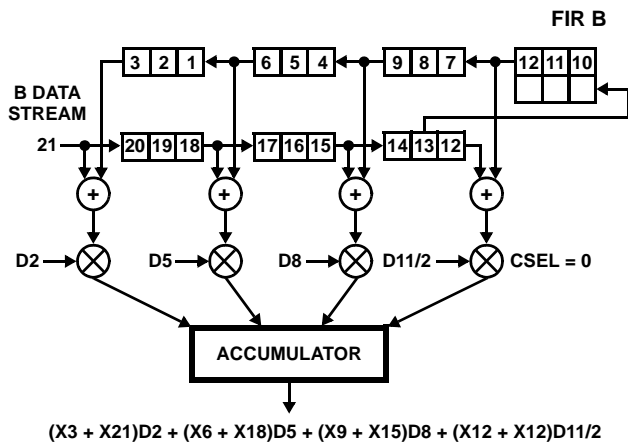 FIR B
3 2 1 6 5 4 9 8 7 12 11 10
B DATA
STREAM
21 20 19 18 17 16 15 14 13 12
+ + + +
D2 D5 D8 D11/2 CSEL = 0
ACCUMULATOR
(X3 + X21)D2 + (X6 + X18)D5 + (X9 + X15)D8 + (X12 + X12)D11/2